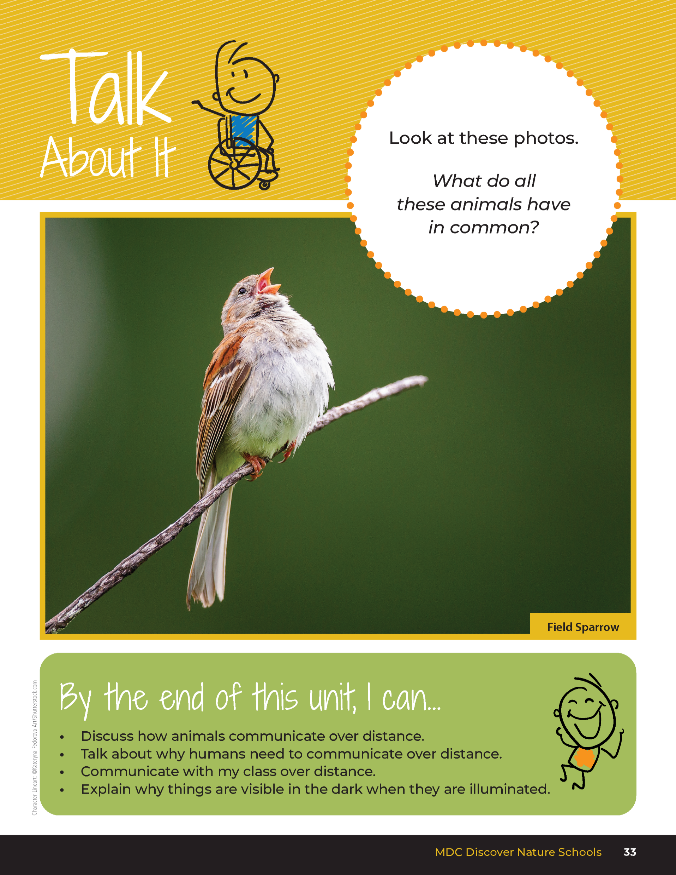 Talk
About It
Look at these photos.
What do all
these animals have
in common?
Field Sparrow
By the end of this unit, I can...
• Discuss how animals communicate over distance.
• Talk about why humans need to communicate over distance.
• Communicate with my class over distance.
• Explain why things are visible in the dark when they are illuminated.
MDC Discover Nature Schools 33